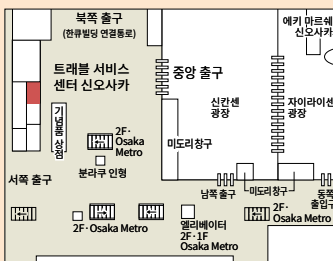 북쪽 출구
(한큐빌딩 연결통로)
에키 마르쉐
신오사카
트래블 서비스
센터 신오사카
중앙 출구
신칸센
광장
자이라이센
광장
기념품 상점
2F·
Osaka
Metro
미도리창구
분라쿠 인형
서쪽 출구
남쪽출구
미도리창구
동쪽
출입구
2F·Osaka Metro
엘리베이터
2F·1F
Osaka Metro
2F·
Osaka Metro